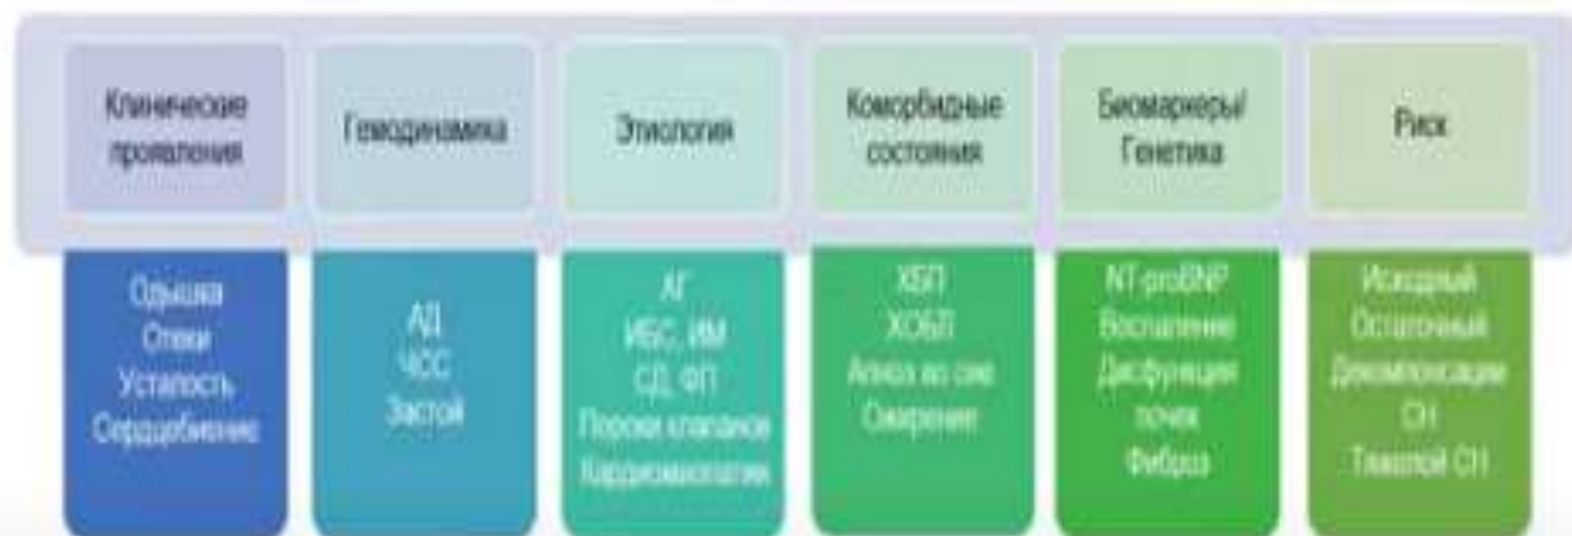 Клинические
проявления
Гемодинамика
Этиология
Коморбидные
состояния
Биомаркеры/
Генетика
Риск
Одышка
Отеки
Усталость
Сердцебиение
АД
ЧСС
Застой
АГ
ИБС, ИМ
СД, ФП
Пороки клапанов
Кардиомиопатии
ХБП
ХОБЛ
Апноэ во сне
Ожирение
NT-proBNP
Воспаление
Дисфункция
почек
Фиброз
Исходный
Остаточный
Декомпенсации
СН
Тяжелой СН